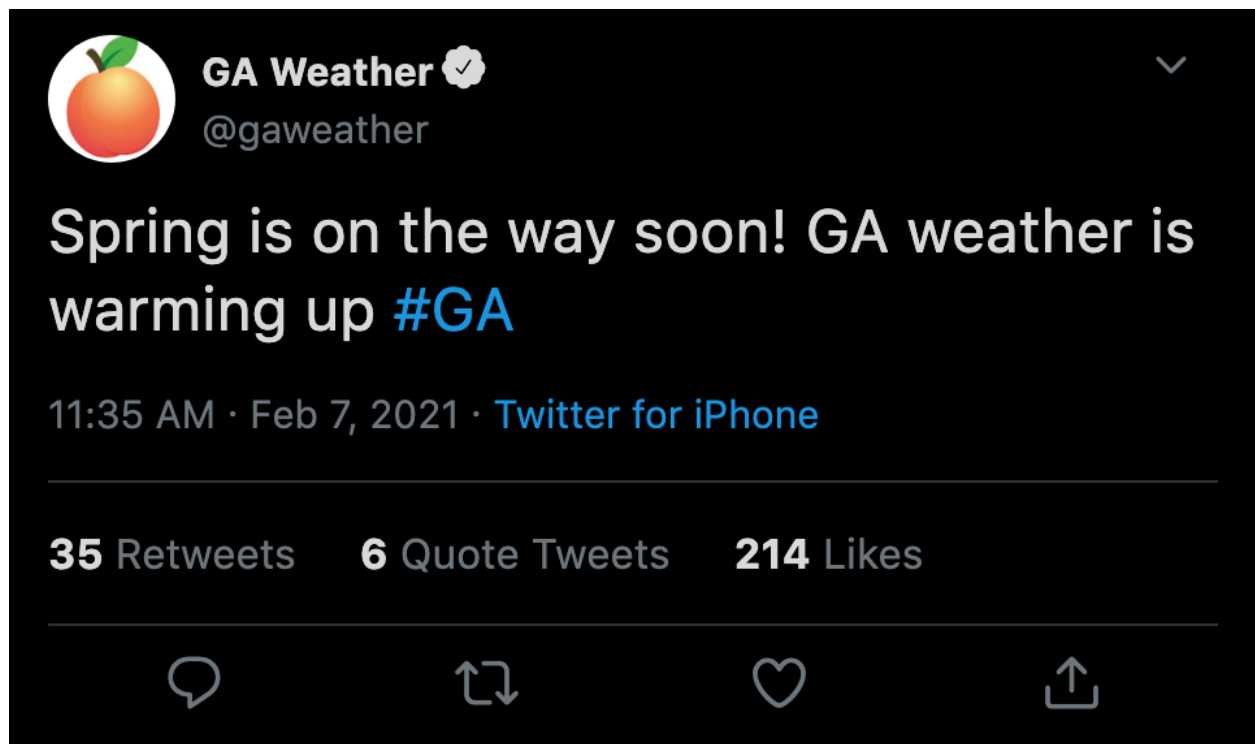 GA Weather
@gaweather
Spring is on the way soon! GA weather is
warming up #GA
11:35 AM · Feb 7, 2021 · Twitter for iPhone
35 Retweets 6 Quote Tweets 214 Likes